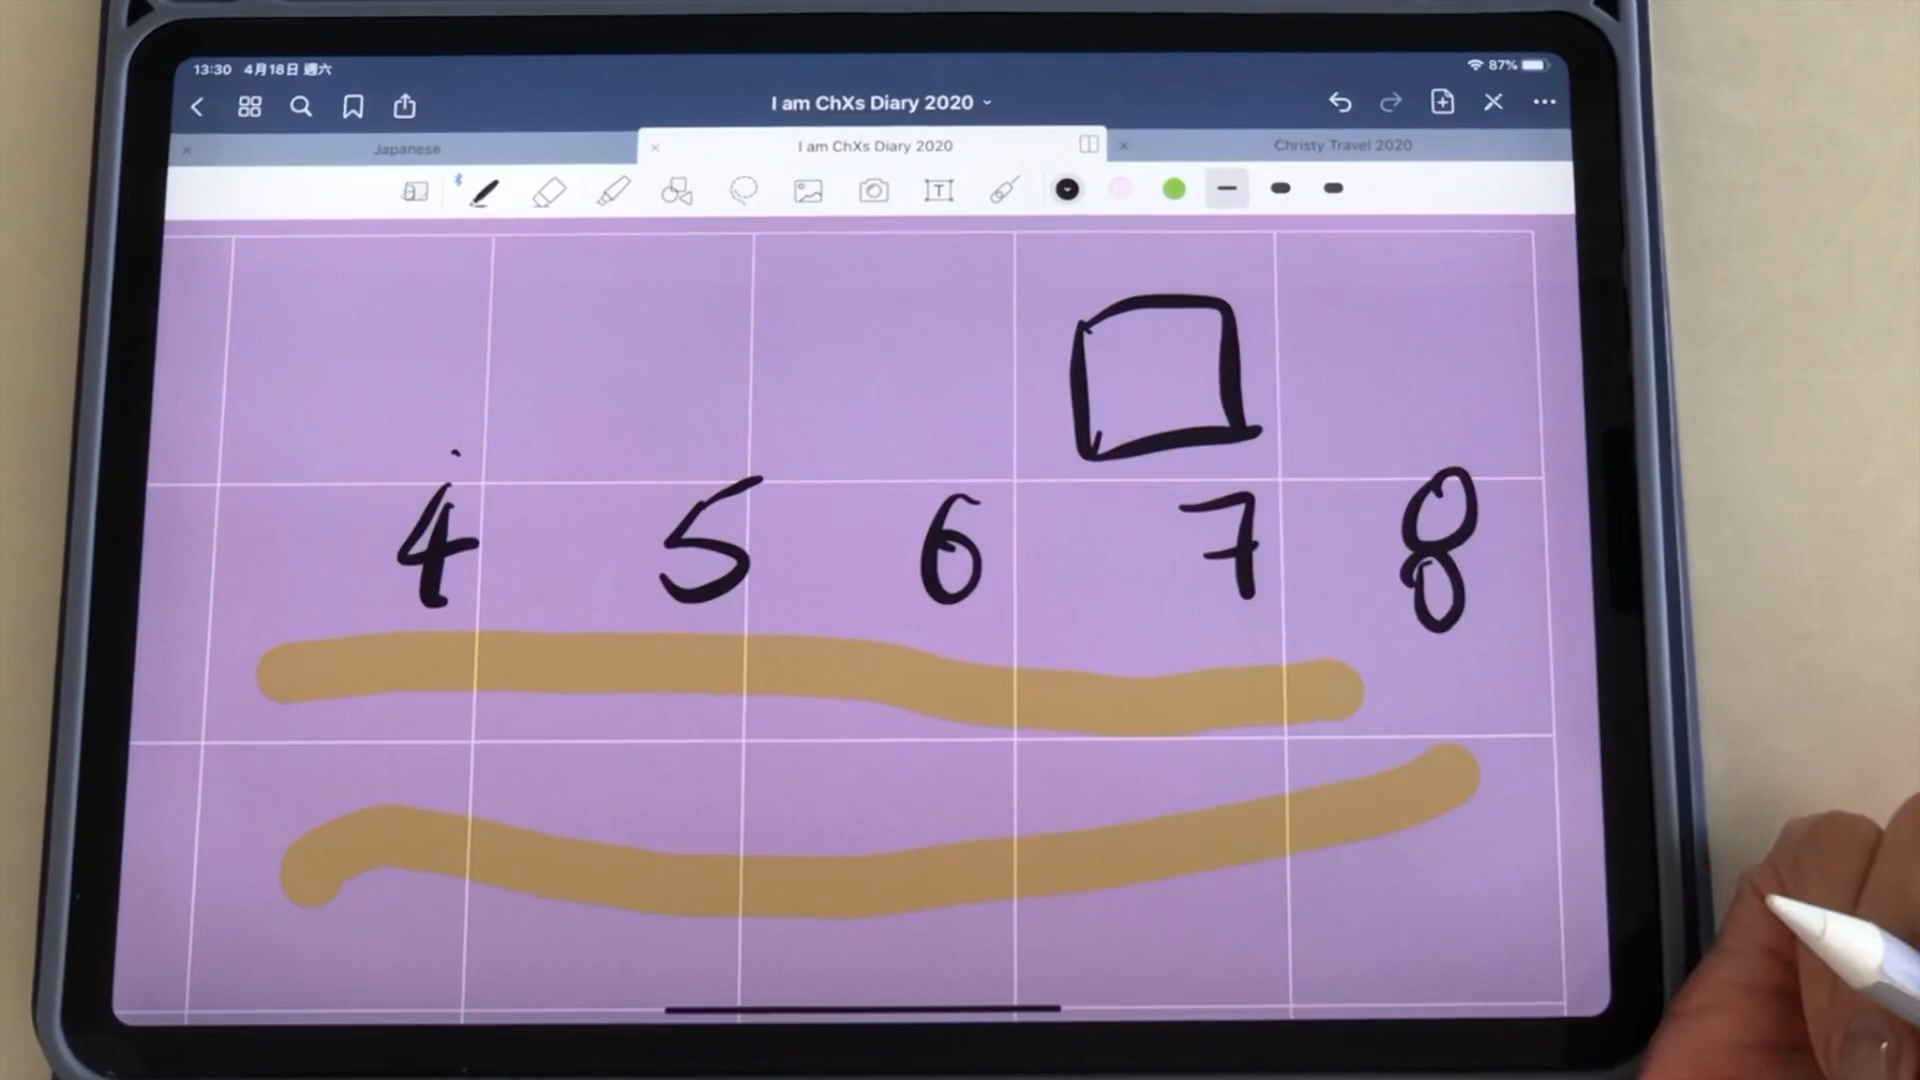 13:30 4月18日 週六 87%
I am ChXs Diary 2020
Japanese I am ChXs Diary 2020 Christy Travel 2020
T
4 5 6 7 8